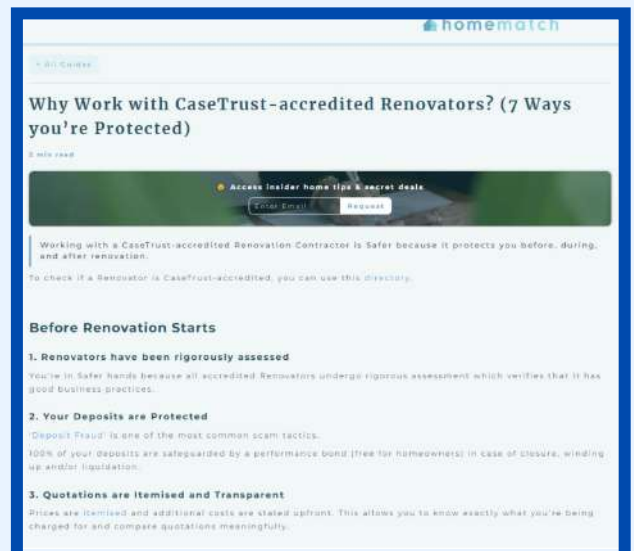 homematch
< All Guides
Why Work with CaseTrust-accredited Renovators? (7 Ways
you're Protected)
5 min read
Access insider home tips & secret deals
Enter Email Request
Working with a CaseTrust-accredited Renovation Contractor is Safer because it protects you before, during,
and after renovation.
To check if a Renovator is CaseTrust-accredited, you can use this directory.
Before Renovation Starts
1. Renovators have been rigorously assessed
You're in Safer hands because all accredited Renovators undergo rigorous assessment which verifies that it has
good business practices.
2. Your Deposits are Protected
'Deposit Fraud' is one of the most common scam tactics.
100% of your deposits are safeguarded by a performance bond (free for homeowners) in case of closure, winding
up and/or liquidation.
3. Quotations are Itemised and Transparent
Prices are itemised and additional costs are stated upfront. This allows you to know exactly what you're being
charged for and compare quotations meaningfully.